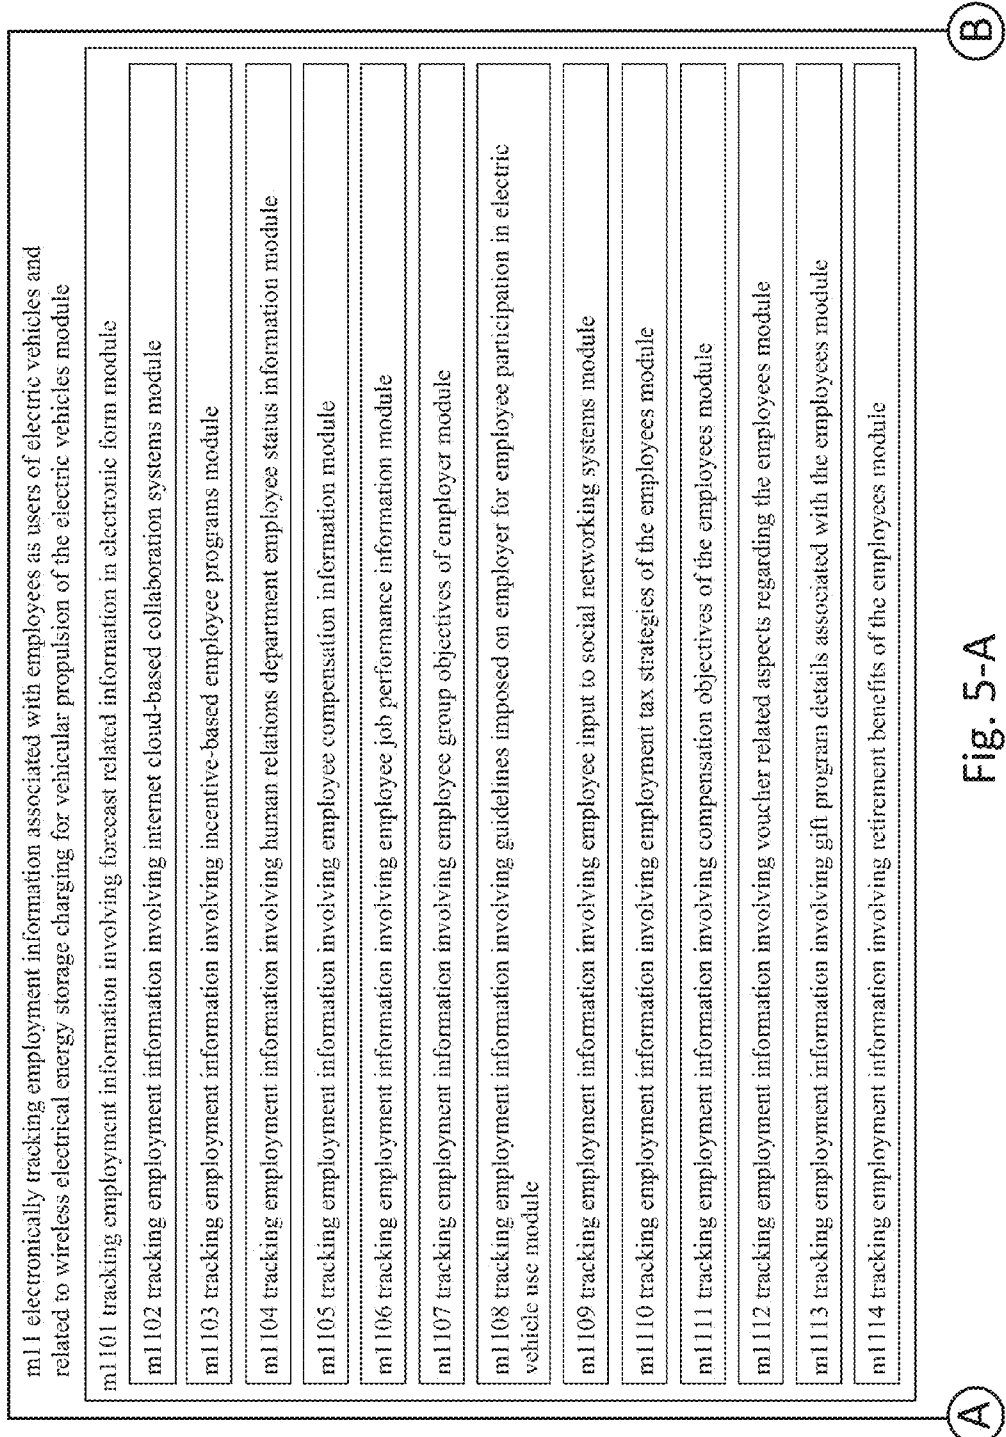 m11 electronically tracking employment information associated with employees as users of electric vehicles and
related to wireless electrical energy storage charging for vehicular propulsion of the electric vehicles module
m1101 tracking employment information involving forecast related information in electronic form module
m1102 tracking employment information involving internet cloud-based collaboration systems module
m1103 tracking employment information involving incentive-based employee programs module
m1104 tracking employment information involving human relations department employee status information module
m1105 tracking employment information involving employee compensation information module
m1106 tracking employment information involving employee job performance information module
m1107 tracking employment information involving employee group objectives of employer module
m1108 tracking employment information involving guidelines imposed on employer for employee participation in electric
vehicle use module
m1109 tracking employment information involving employee input to social networking systems module
m1110 tracking employment information involving employment tax strategies of the employees module
m1111 tracking employment information involving compensation objectives of the employees module
m1112 tracking employment information involving voucher related aspects regarding the employees module
m1113 tracking employment information involving gift program details associated with the employees module
m1114 tracking employment information involving retirement benefits of the employees module
A
B
Fig. 5-A